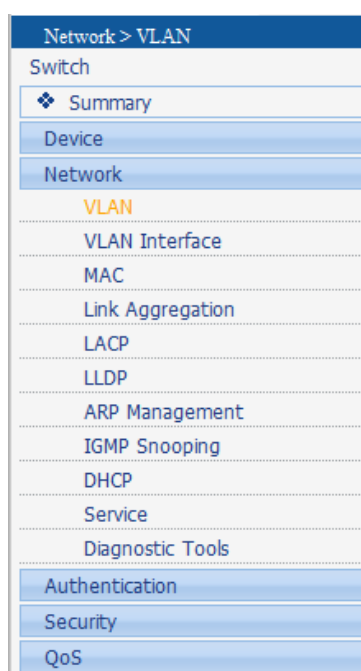 Network > VLAN
Switch
Summary
Device
Network
VLAN
VLAN Interface
MAC
Link Aggregation
LACP
LLDP
ARP Management
IGMP Snooping
DHCP
Service
Diagnostic Tools
Authentication
Security
QoS